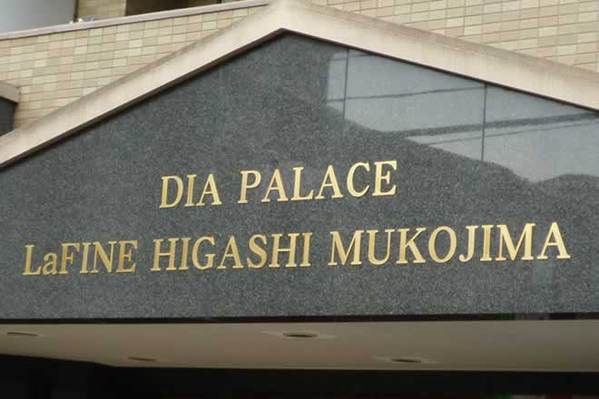 DIA PALACE
LaFINE HIGASHI MUKOJIMA